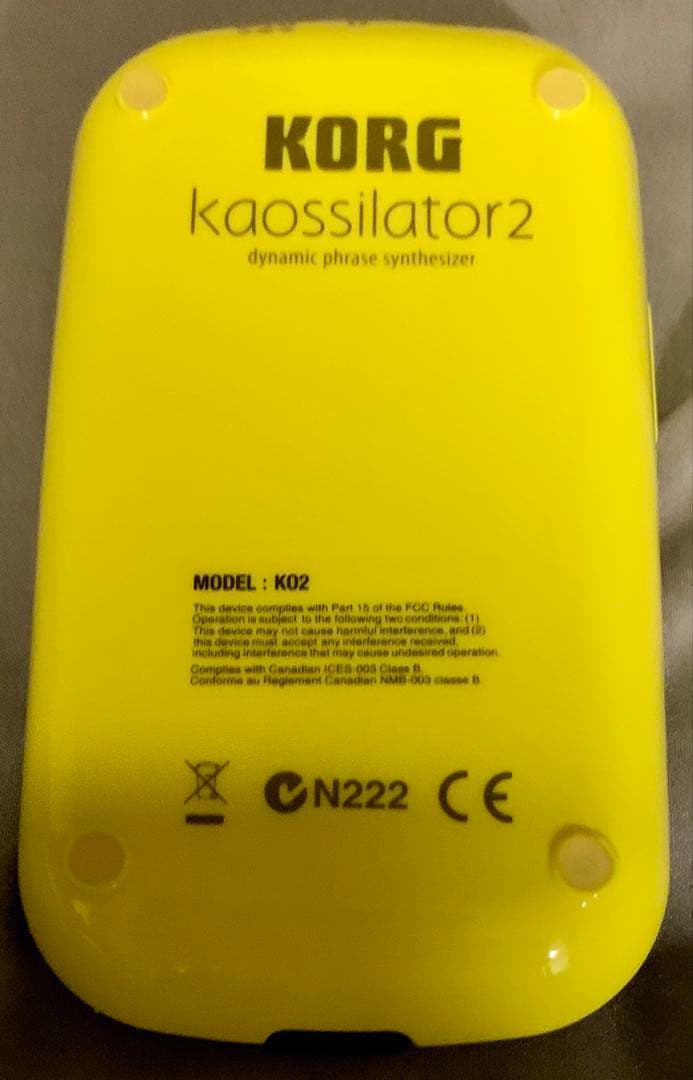 KORG
kaossilator2
dynamic phrase synthesizer
MODEL : KO2
This device complies with Part 15 of the FCC Rules.
Operation is subject to the following two conditions: (1)
This device may not cause harmful interference, and (2)
this device must accept any interference received,
including interference that may cause undesired operation.
Complies with Canadian ICES-003 Class B.
Conforme au Reglement Canadian NMB-003 classe B.
N222
CE